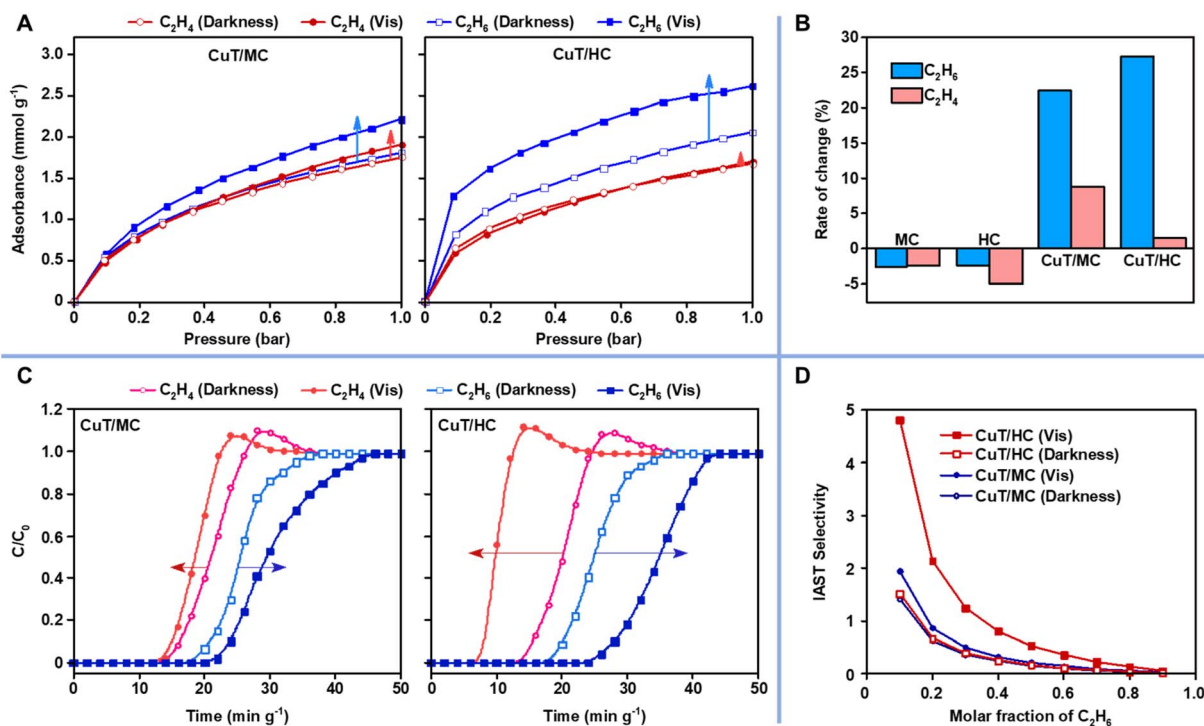 A
C₂H₄ (Darkness) C₂H₄ (Vis) C₂H₆ (Darkness) C₂H₆ (Vis)
CuT/MC
CuT/HC
Adsorbance (mmol g⁻¹)
3.0
2.5
2.0
1.5
1.0
0.5
0
0 0.2 0.4 0.6 0.8 1.0
Pressure (bar)
0 0.2 0.4 0.6 0.8 1.0
Pressure (bar)
B
Rate of change (%)
30
25
20
15
10
5
0
-5
C₂H₆
C₂H₄
MC HC CuT/MC CuT/HC
C
C₂H₄ (Darkness) C₂H₄ (Vis) C₂H₆ (Darkness) C₂H₆ (Vis)
CuT/MC
CuT/HC
C/C₀
1.2
1.0
0.8
0.6
0.4
0.2
0
0 10 20 30 40 50
Time (min g⁻¹)
0 10 20 30 40 50
Time (min g⁻¹)
D
IAST Selectivity
5
4
3
2
1
0
CuT/HC (Vis)
CuT/HC (Darkness)
CuT/MC (Vis)
CuT/MC (Darkness)
0 0.2 0.4 0.6 0.8 1.0
Molar fraction of C₂H₆